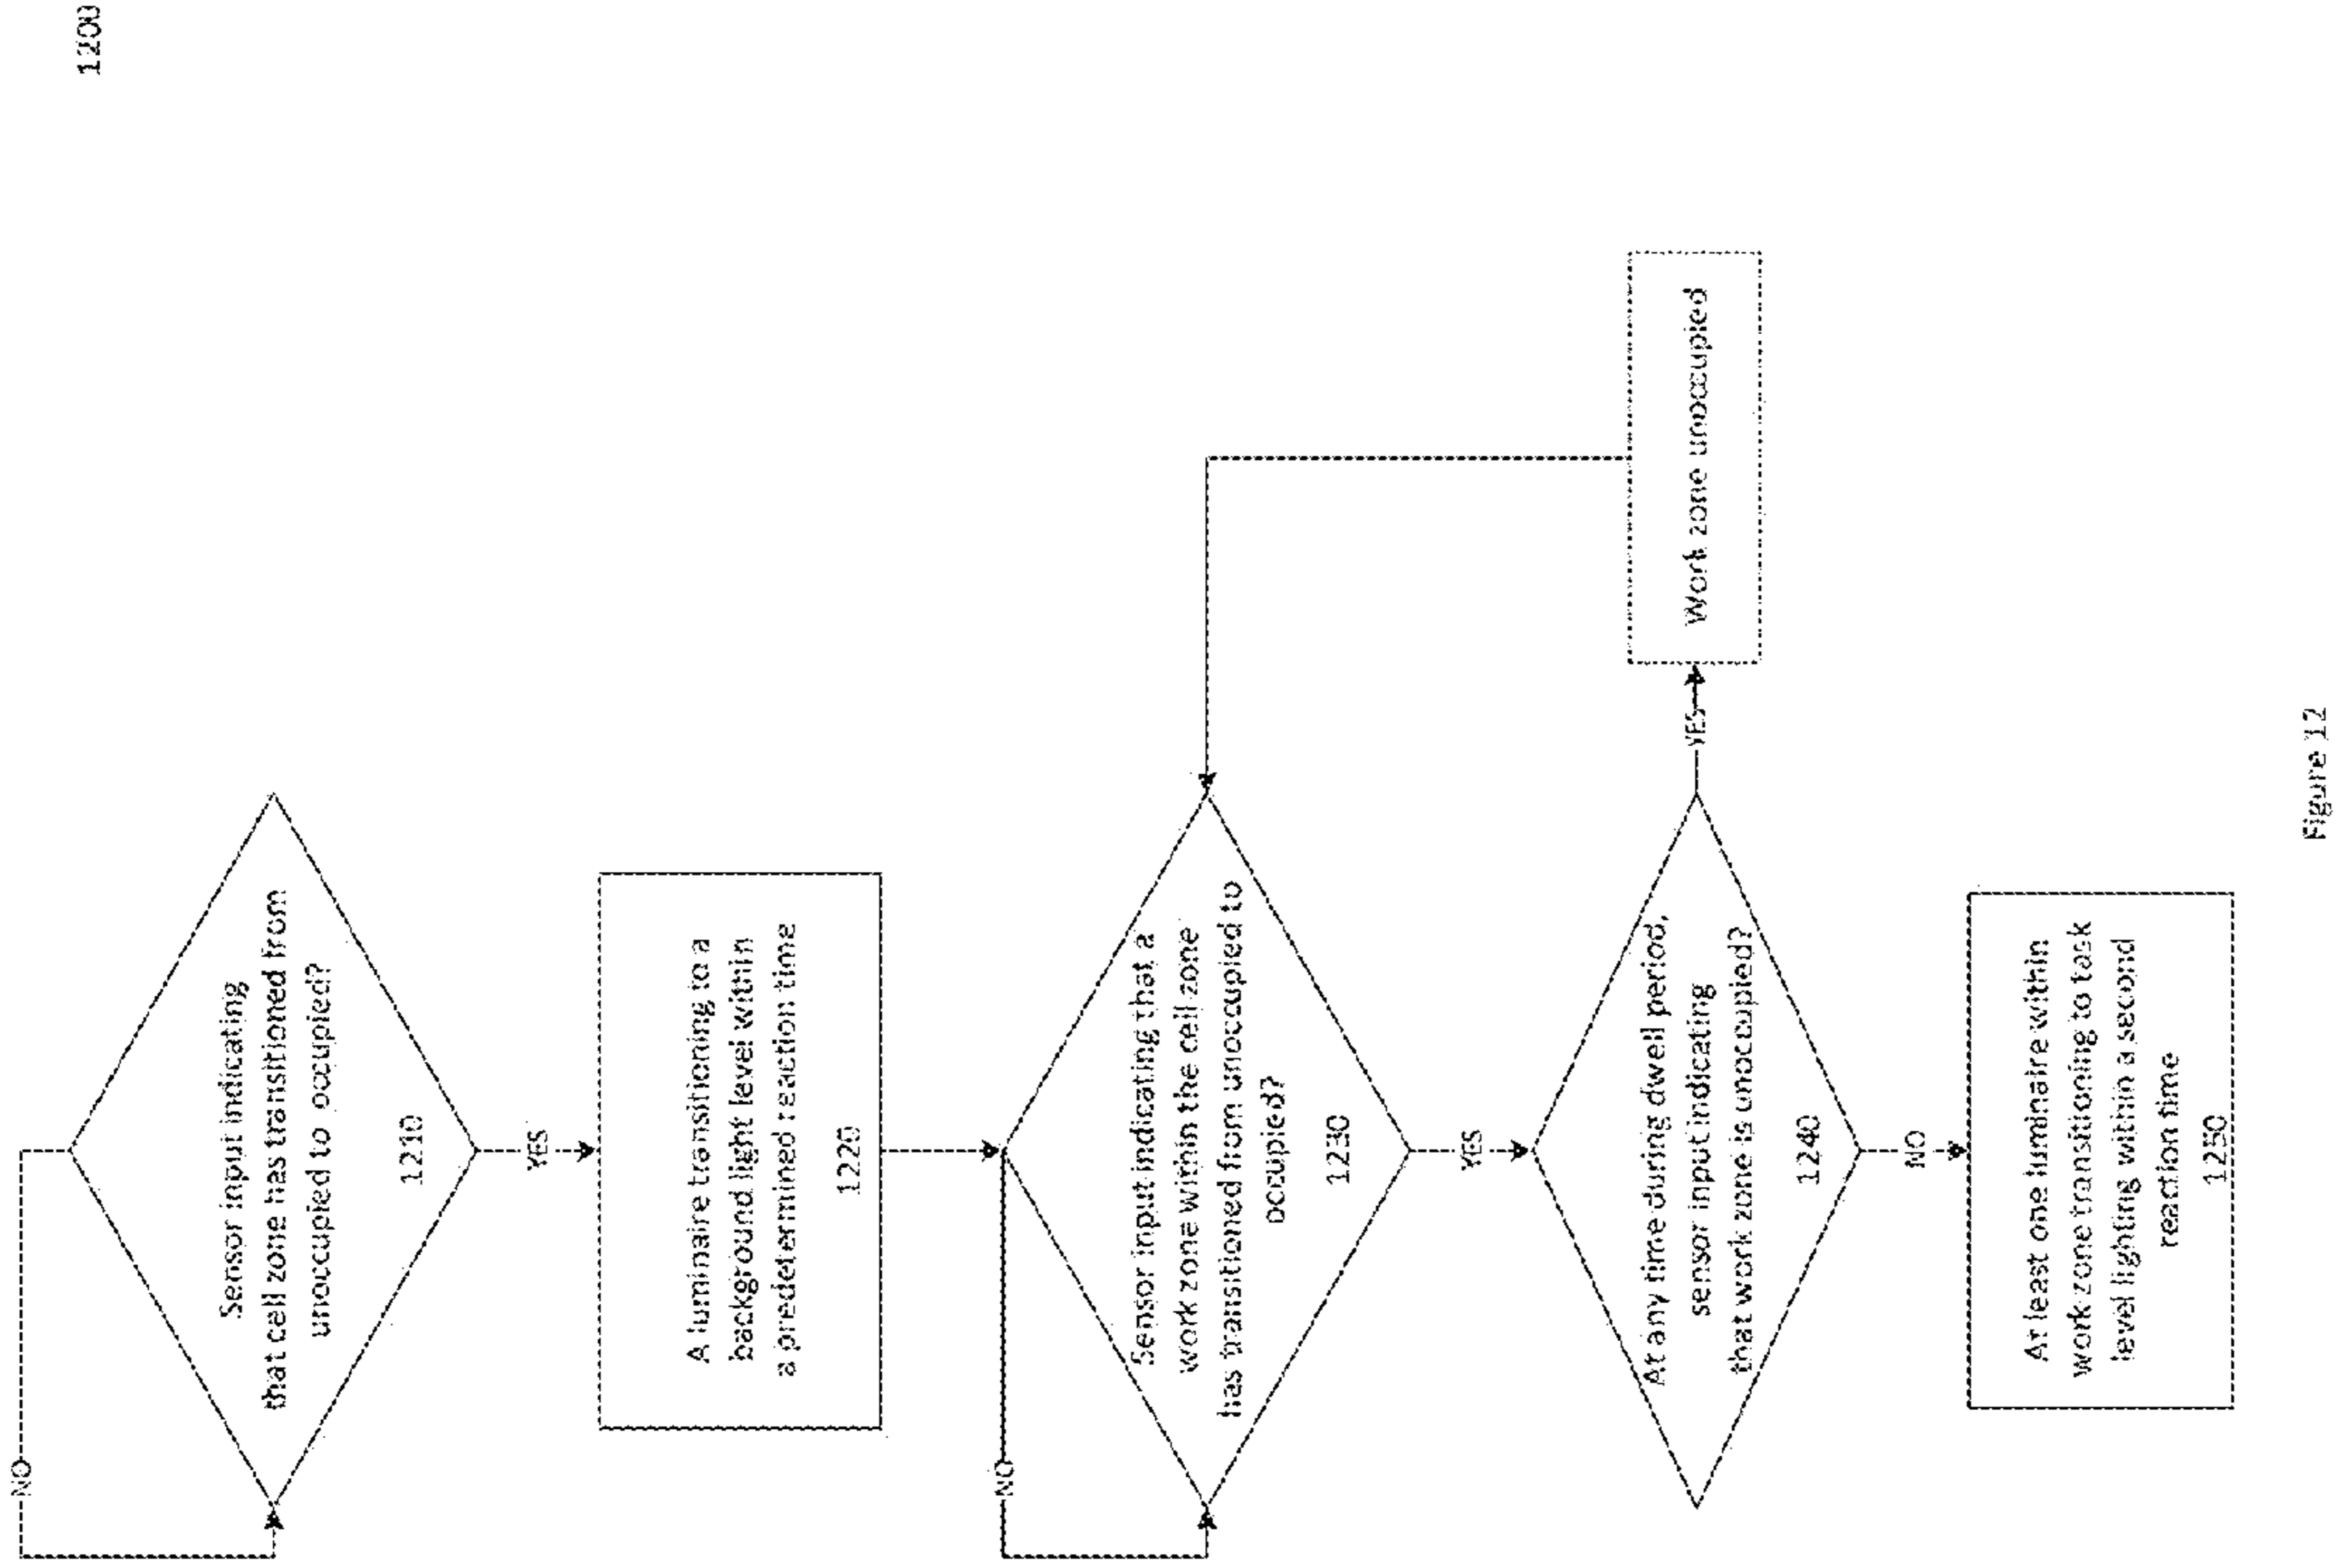 1200
NO
Sensor input indicating
that cell zone has transitioned from
unoccupied to occupied?
1210
YES
A luminaire transitioning to a
background light level within
a predetermined reaction time
1220
NO
Sensor input indicating that a
work zone within the cell zone
has transitioned from unoccupied to
occupied?
1230
YES
At any time during dwell period,
sensor input indicating
that work zone is unoccupied?
1240
YES
Work zone unoccupied
NO
At least one luminaire within
work zone transitioning to task
level lighting within a second
reaction time
1250
Figure 12